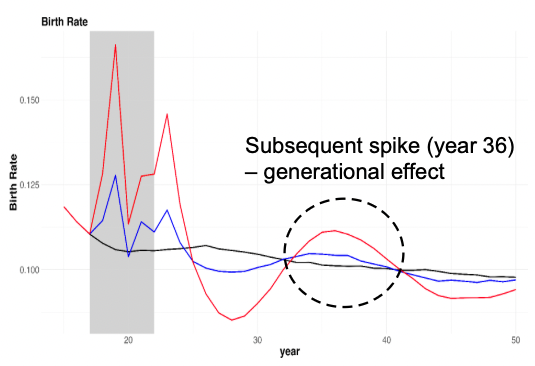 Birth Rate
0.150
0.125
0.100
Birth Rate
Subsequent spike (year 36)
– generational effect
20
30
40
50
year